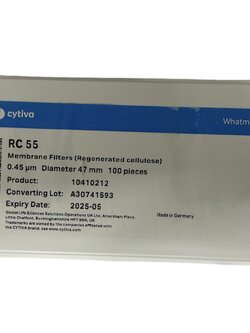 cytiva
Whatm
RC 55
Membrane Filters (Regenerated cellulose)
0.45 µm Diameter 47 mm 100 pieces
Product: 10410212
Converting Lot: A30741593
Expiry Date: 2025-05
Global Life Sciences Solutions Operations UK Ltd, Amersham Place,
Little Chalfont, Buckinghamshire HP7 9NA, UK
Trademarks are owned by the companies affiliated with
the CYTIVA brand, see www.cytiva.com
Made in Germany